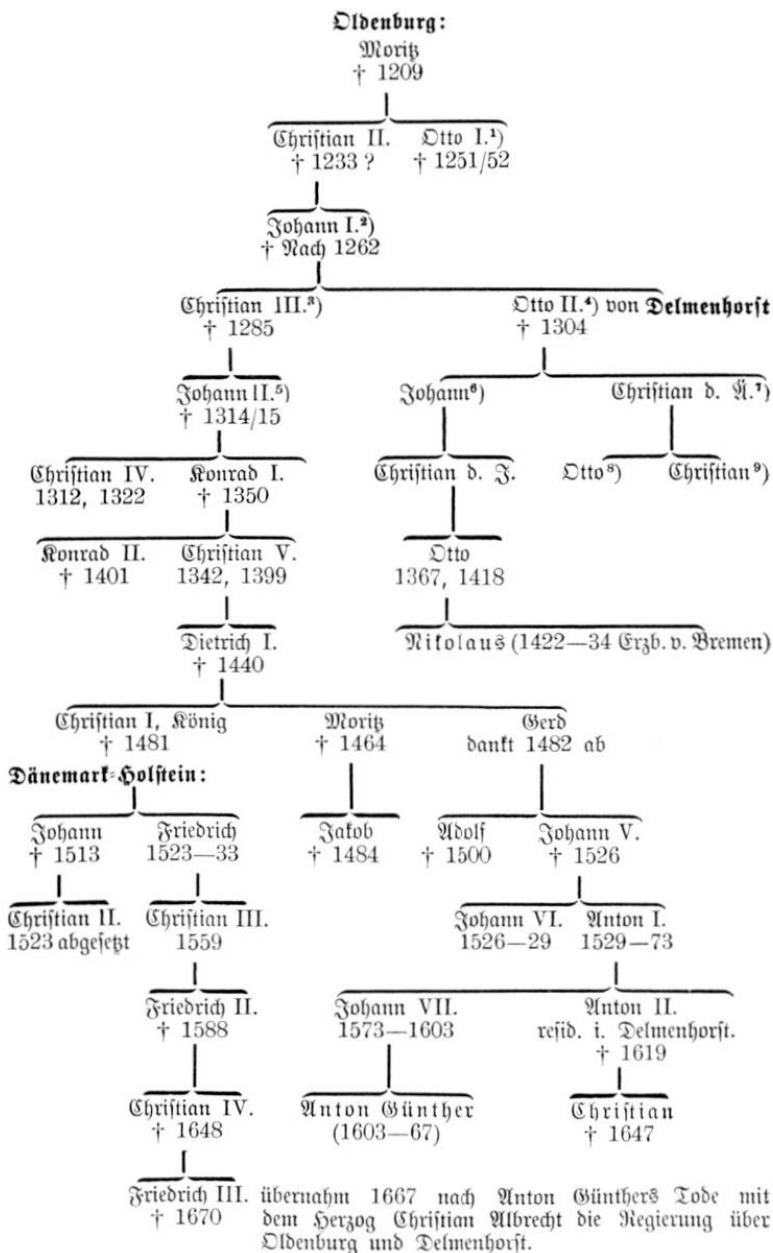 Oldenburg:
Moritz
† 1209
Christian II. Otto I.¹)
† 1233 ? † 1251/52
Johann I.²)
† Nach 1262
Christian III.³) Otto II.⁴) von Delmenhorst
† 1285 † 1304
Johann II.⁵) Johann⁶) Christian d. Ä.⁷)
† 1314/15
Christian IV. Konrad I. Christian d. J. Otto⁸) Christian⁹)
1312, 1322 † 1350
Konrad II. Christian V. Otto
† 1401 1342, 1399 1367, 1418
Dietrich I. Nikolaus (1422—34 Erzb. v. Bremen)
† 1440
Christian I, König Moritz Gerd
† 1481 † 1464 dankt 1482 ab
Dänemark-Holstein:
Johann Friedrich Jakob Adolf Johann V.
† 1513 1523—33 † 1484 † 1500 † 1526
Christian II. Christian III. Johann VI. Anton I.
1523 abgesetzt 1559 1526—29 1529—73
Friedrich II. Johann VII. Anton II.
† 1588 1573—1603 resid. i. Delmenhorst.
† 1619
Christian IV. Anton Günther Christian
† 1648 (1603—67) † 1647
Friedrich III. übernahm 1667 nach Anton Günthers Tode mit
† 1670 dem Herzog Christian Albrecht die Regierung über
Oldenburg und Delmenhorst.